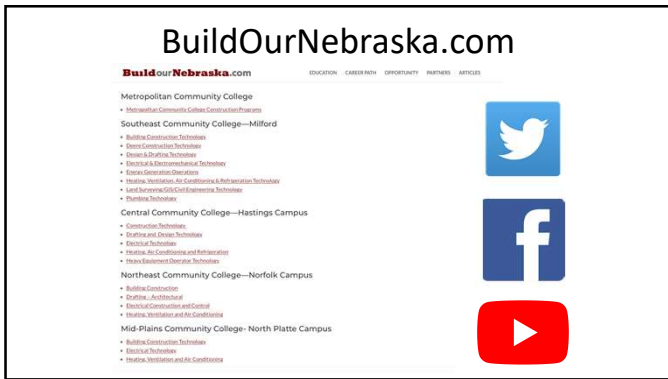 BuildOurNebraska.com
BuildourNebraska.com
EDUCATION CAREER PATH OPPORTUNITY PARTNERS ARTICLES
Metropolitan Community College
• Metropolitan Community College Construction Programs
Southeast Community College—Milford
• Building Construction Technology
• Deere Construction Technology
• Design & Drafting Technology
• Electrical & Electromechanical Technology
• Energy Generation Operations
• Heating, Ventilation, Air Conditioning & Refrigeration Technology
• Land Surveying/GIS/Civil Engineering Technology
• Plumbing Technology
Central Community College—Hastings Campus
• Construction Technology
• Drafting and Design Technology
• Electrical Technology
• Heating, Air Conditioning and Refrigeration
• Heavy Equipment Operator Technology
Northeast Community College—Norfolk Campus
• Building Construction
• Drafting – Architectural
• Electrical Construction and Control
• Heating, Ventilation and Air Conditioning
Mid-Plains Community College- North Platte Campus
• Building Construction Technology
• Electrical Technology
• Heating, Ventilation and Air Conditioning